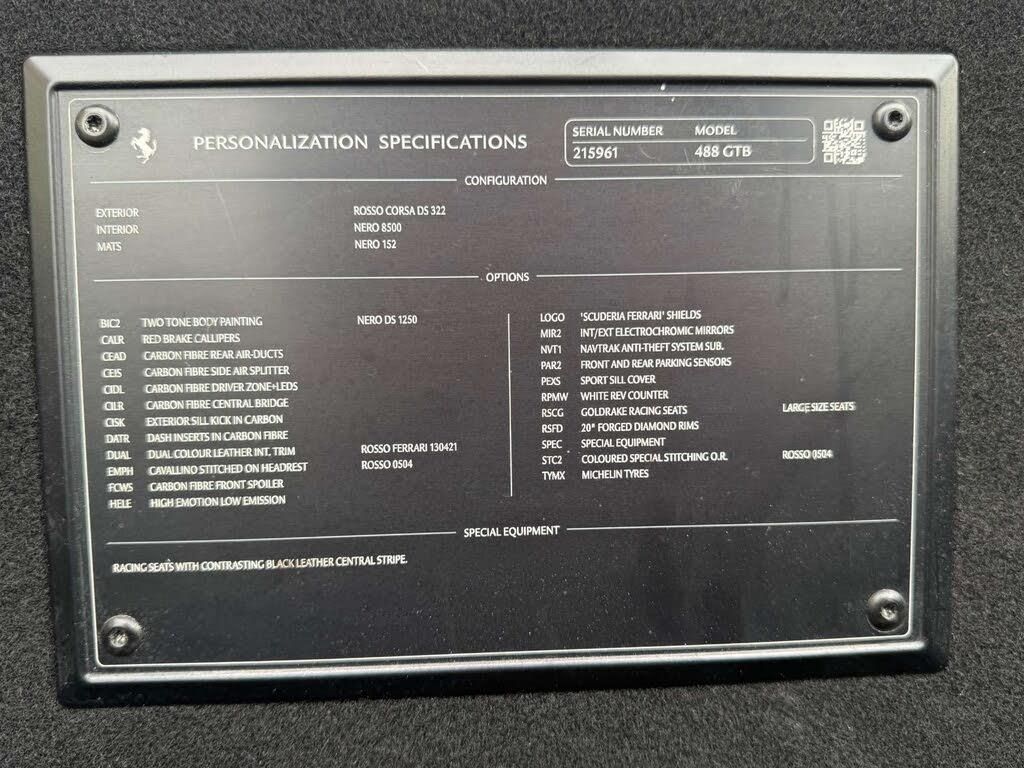 PERSONALIZATION SPECIFICATIONS
SERIAL NUMBER MODEL
215961 488 GTB
CONFIGURATION
EXTERIOR ROSSO CORSA DS 322
INTERIOR NERO 8500
MATS NERO 152
OPTIONS
BIC2 TWO TONE BODY PAINTING NERO DS 1250
CALR RED BRAKE CALLIPERS
CEAD CARBON FIBRE REAR AIR-DUCTS
CEIS CARBON FIBRE SIDE AIR SPLITTER
CIDL CARBON FIBRE DRIVER ZONE+LEDS
CILR CARBON FIBRE CENTRAL BRIDGE
CISK EXTERIOR SILL KICK IN CARBON
DATR DASH INSERTS IN CARBON FIBRE
DUAL DUAL COLOUR LEATHER INT. TRIM ROSSO FERRARI 130421
EMPH CAVALLINO STITCHED ON HEADREST ROSSO 0504
FCWS CARBON FIBRE FRONT SPOILER
HELE HIGH EMOTION LOW EMISSION
LOGO 'SCUDERIA FERRARI' SHIELDS
MIR2 INT/EXT ELECTROCHROMIC MIRRORS
NVT1 NAVTRAK ANTI-THEFT SYSTEM SUB.
PAR2 FRONT AND REAR PARKING SENSORS
PEXS SPORT SILL COVER
RPMW WHITE REV COUNTER
RSCG GOLDRAKE RACING SEATS LARGE SIZE SEATS
RSFD 20" FORGED DIAMOND RIMS
SPEC SPECIAL EQUIPMENT
STC2 COLOURED SPECIAL STITCHING O.R. ROSSO 0504
TYMX MICHELIN TYRES
SPECIAL EQUIPMENT
RACING SEATS WITH CONTRASTING BLACK LEATHER CENTRAL STRIPE.